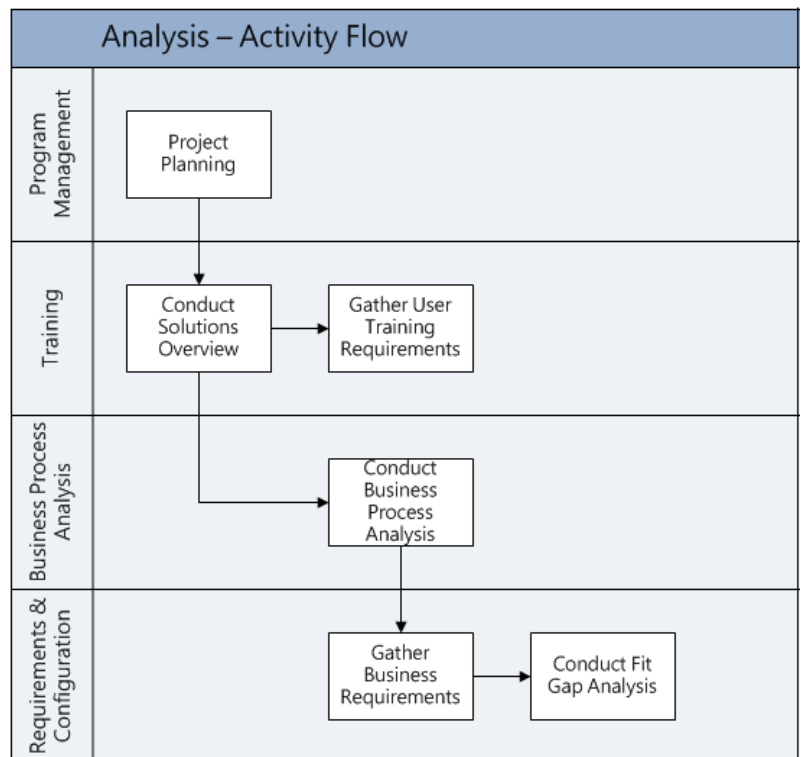 Analysis – Activity Flow
Program
Management
Project
Planning
Training
Conduct
Solutions
Overview
Gather User
Training
Requirements
Business Process
Analysis
Conduct
Business
Process
Analysis
Requirements &
Configuration
Gather
Business
Requirements
Conduct Fit
Gap Analysis